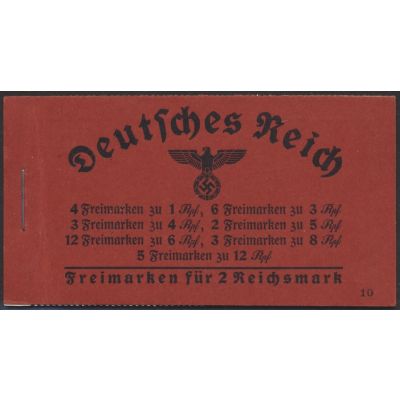 Deutsches Reich
4 Freimarken zu 1 Rpf, 6 Freimarken zu 3 Rpf
3 Freimarken zu 4 Rpf, 2 Freimarken zu 5 Rpf
12 Freimarken zu 6 Rpf, 3 Freimarken zu 8 Rpf
5 Freimarken zu 12 Rpf
Freimarken für 2 Reichsmark
10